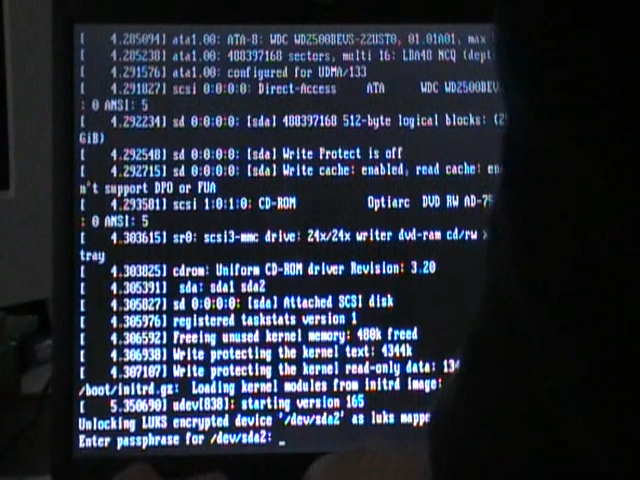 [    4.285094] ata1.00: ATA-8: WDC WD2500BEVS-22UST0, 01.01A01, max
[    4.285238] ata1.00: 488397168 sectors, multi 16: LBA48 NCQ (dept
[    4.291576] ata1.00: configured for UDMA/133
[    4.291827] scsi 0:0:0:0: Direct-Access     ATA      WDC WD2500BEV
: 0 ANSI: 5
[    4.292234] sd 0:0:0:0: [sda] 488397168 512-byte logical blocks: (2
GiB)
[    4.292548] sd 0:0:0:0: [sda] Write Protect is off
[    4.292715] sd 0:0:0:0: [sda] Write cache: enabled, read cache: en
n't support DPO or FUA
[    4.293581] scsi 1:0:1:0: CD-ROM            Optiarc  DVD RW AD-75
: 0 ANSI: 5
[    4.303615] sr0: scsi3-mmc drive: 24x/24x writer dvd-ram cd/rw x
tray
[    4.303825] cdrom: Uniform CD-ROM driver Revision: 3.20
[    4.305391]  sda: sda1 sda2
[    4.305827] sd 0:0:0:0: [sda] Attached SCSI disk
[    4.305976] registered taskstats version 1
[    4.306592] Freeing unused kernel memory: 480k freed
[    4.306938] Write protecting the kernel text: 4344k
[    4.307107] Write protecting the kernel read-only data: 134
/boot/initrd.gz:  Loading kernel modules from initrd image:
[    5.350690] udev[838]: starting version 165
Unlocking LUKS encrypted device '/dev/sda2' as luks mappe
Enter passphrase for /dev/sda2: _